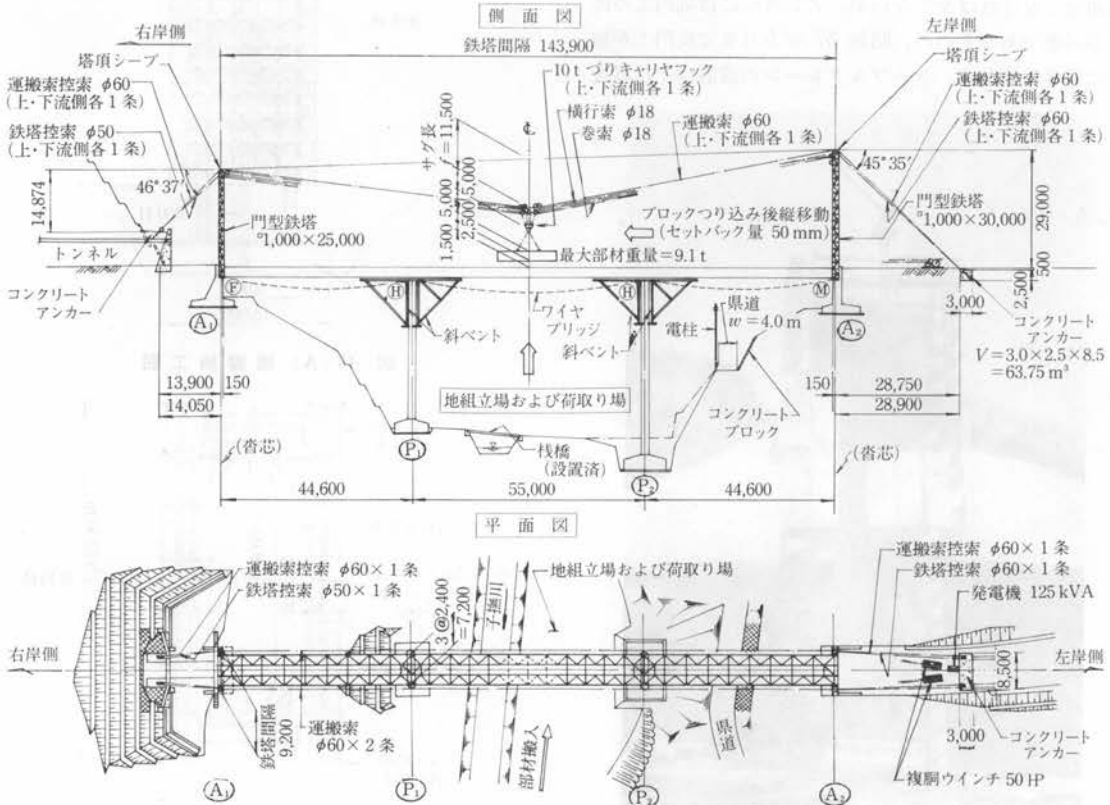 側面図
右岸側
左岸側
鉄塔間隔 143,900
塔頂シーブ
運搬索控索 φ60
(上・下流側各1条)
鉄塔控索 φ50
(上・下流側各1条)
10tづりキャリヤフック
横行索 φ18
巻索 φ18
運搬索 φ60
(上・下流側各1条)
塔頂シーブ
運搬索控索 φ60
(上・下流側各1条)
鉄塔控索 φ60
(上・下流側各1条)
サグ長
f=11,500
5,000
5,000
2,500
1,500
46°37′
45°35′
14,874
門型鉄塔
□1,000×25,000
ブロックつり込み後縦移動
(セットバック量 50mm)
門型鉄塔
□1,000×30,000
29,000
500
2,500
トンネル
最大部材重量=9.1t
コンクリート
アンカー
F
H
H
M
A1
A2
斜ベント
ワイヤ
ブリッジ
斜ベント
電柱
県道
w=4.0m
3,000
コンクリート
アンカー
V=3.0×2.5×8.5
=63.75m³
13,900
150
14,050
地組立場および荷取り場
コンクリート
ブロック
150
28,750
28,900
(沓芯)
P1
桟橋
(設置済)
P2
(沓芯)
44,600
55,000
44,600
平面図
運搬索控索 φ60×1条
鉄塔控索 φ50×1条
3@2,400
=7,200
子撫川
地組立場および荷取り場
運搬索控索 φ60×1条
鉄塔控索 φ60×1条
発電機 125kVA
右岸側
左岸側
8,500
鉄塔間隔
9,200
運搬索
φ60×2条
部材搬入
県道
3,000
コンクリート
アンカー
複胴ウインチ 50HP
A1
P1
P2
A2